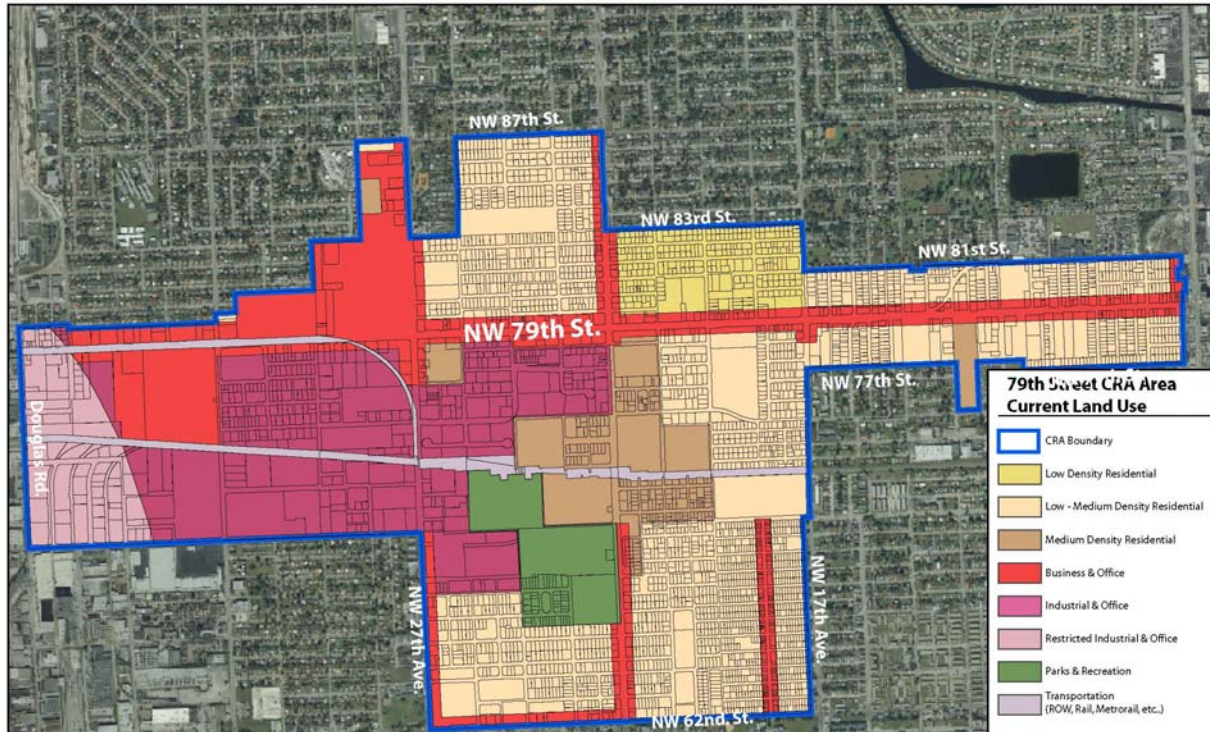 NW 87th St.
NW 83rd St.
NW 81st St.
NW 79th St.
NW 77th St.
Douglas Rd.
NW 27th Ave.
NW 17th Ave.
NW 62nd. St.
79th Street CRA Area
Current Land Use
CRA Boundary
Low Density Residential
Low - Medium Density Residential
Medium Density Residential
Business & Office
Industrial & Office
Restricted Industrial & Office
Parks & Recreation
Transportation
(ROW, Rail, Metrorail, etc..)